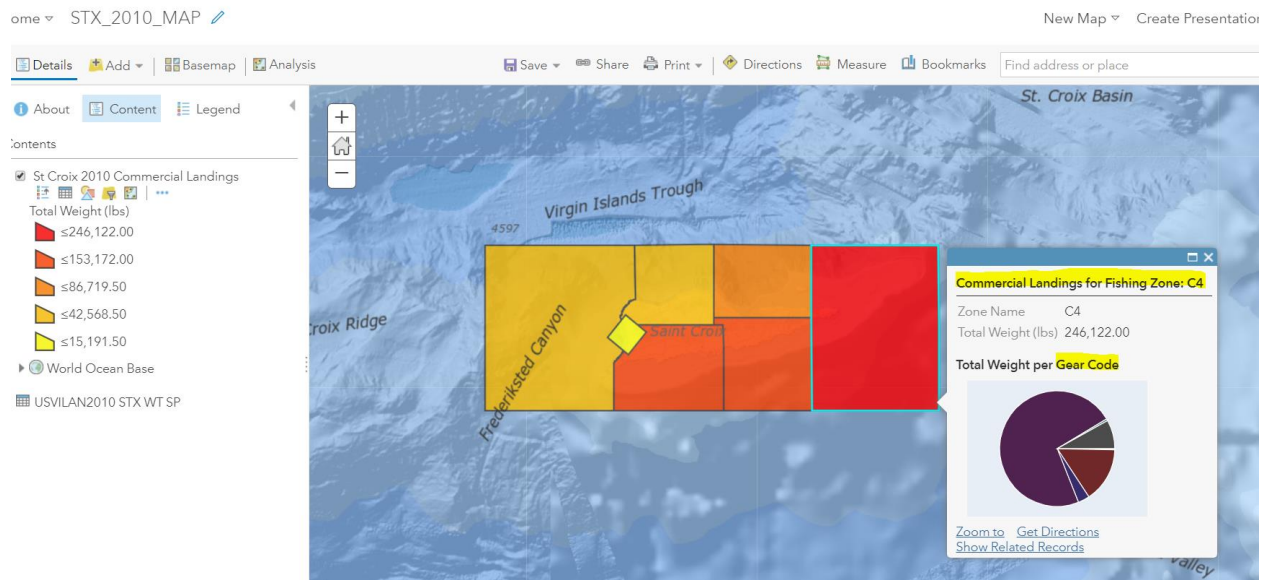 ome STX_2010_MAP New Map Create Presentation
Details Add Basemap Analysis Save Share Print Directions Measure Bookmarks Find address or place
About Content Legend
ontents
St Croix 2010 Commercial Landings
Total Weight (lbs)
≤246,122.00
≤153,172.00
≤86,719.50
≤42,568.50
≤15,191.50
World Ocean Base
USVILAN2010 STX WT SP
St. Croix Basin
Virgin Islands Trough
4597
Croix Ridge
Frederiksted Canyon
Saint Croix
Commercial Landings for Fishing Zone: C4
Zone Name C4
Total Weight (lbs) 246,122.00
Total Weight per Gear Code
Zoom to Get Directions
Show Related Records
Valley